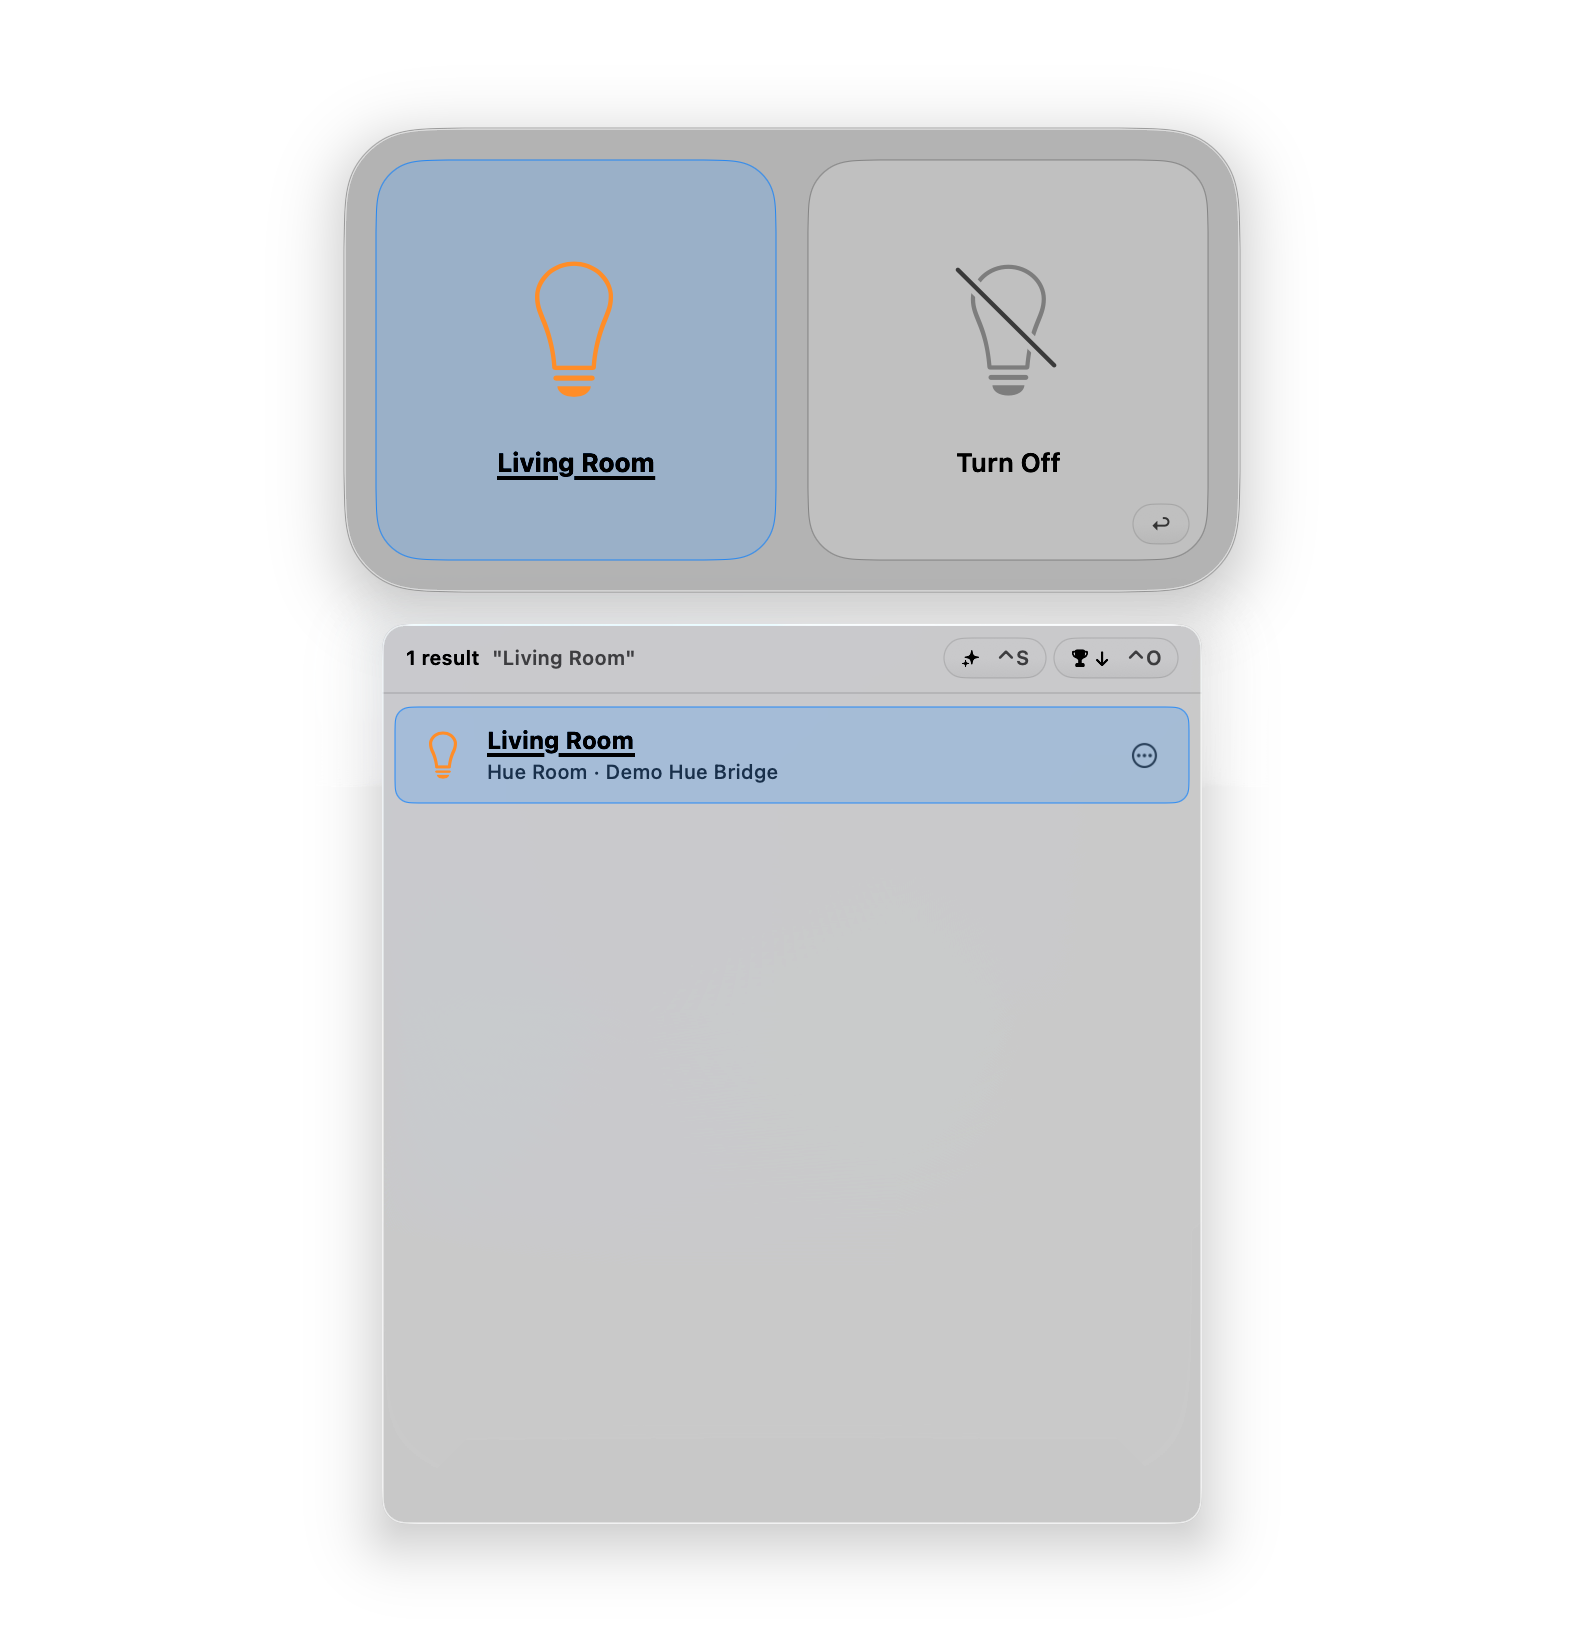 Living Room
Turn Off
1 result "Living Room"
^S
^O
Living Room
Hue Room · Demo Hue Bridge